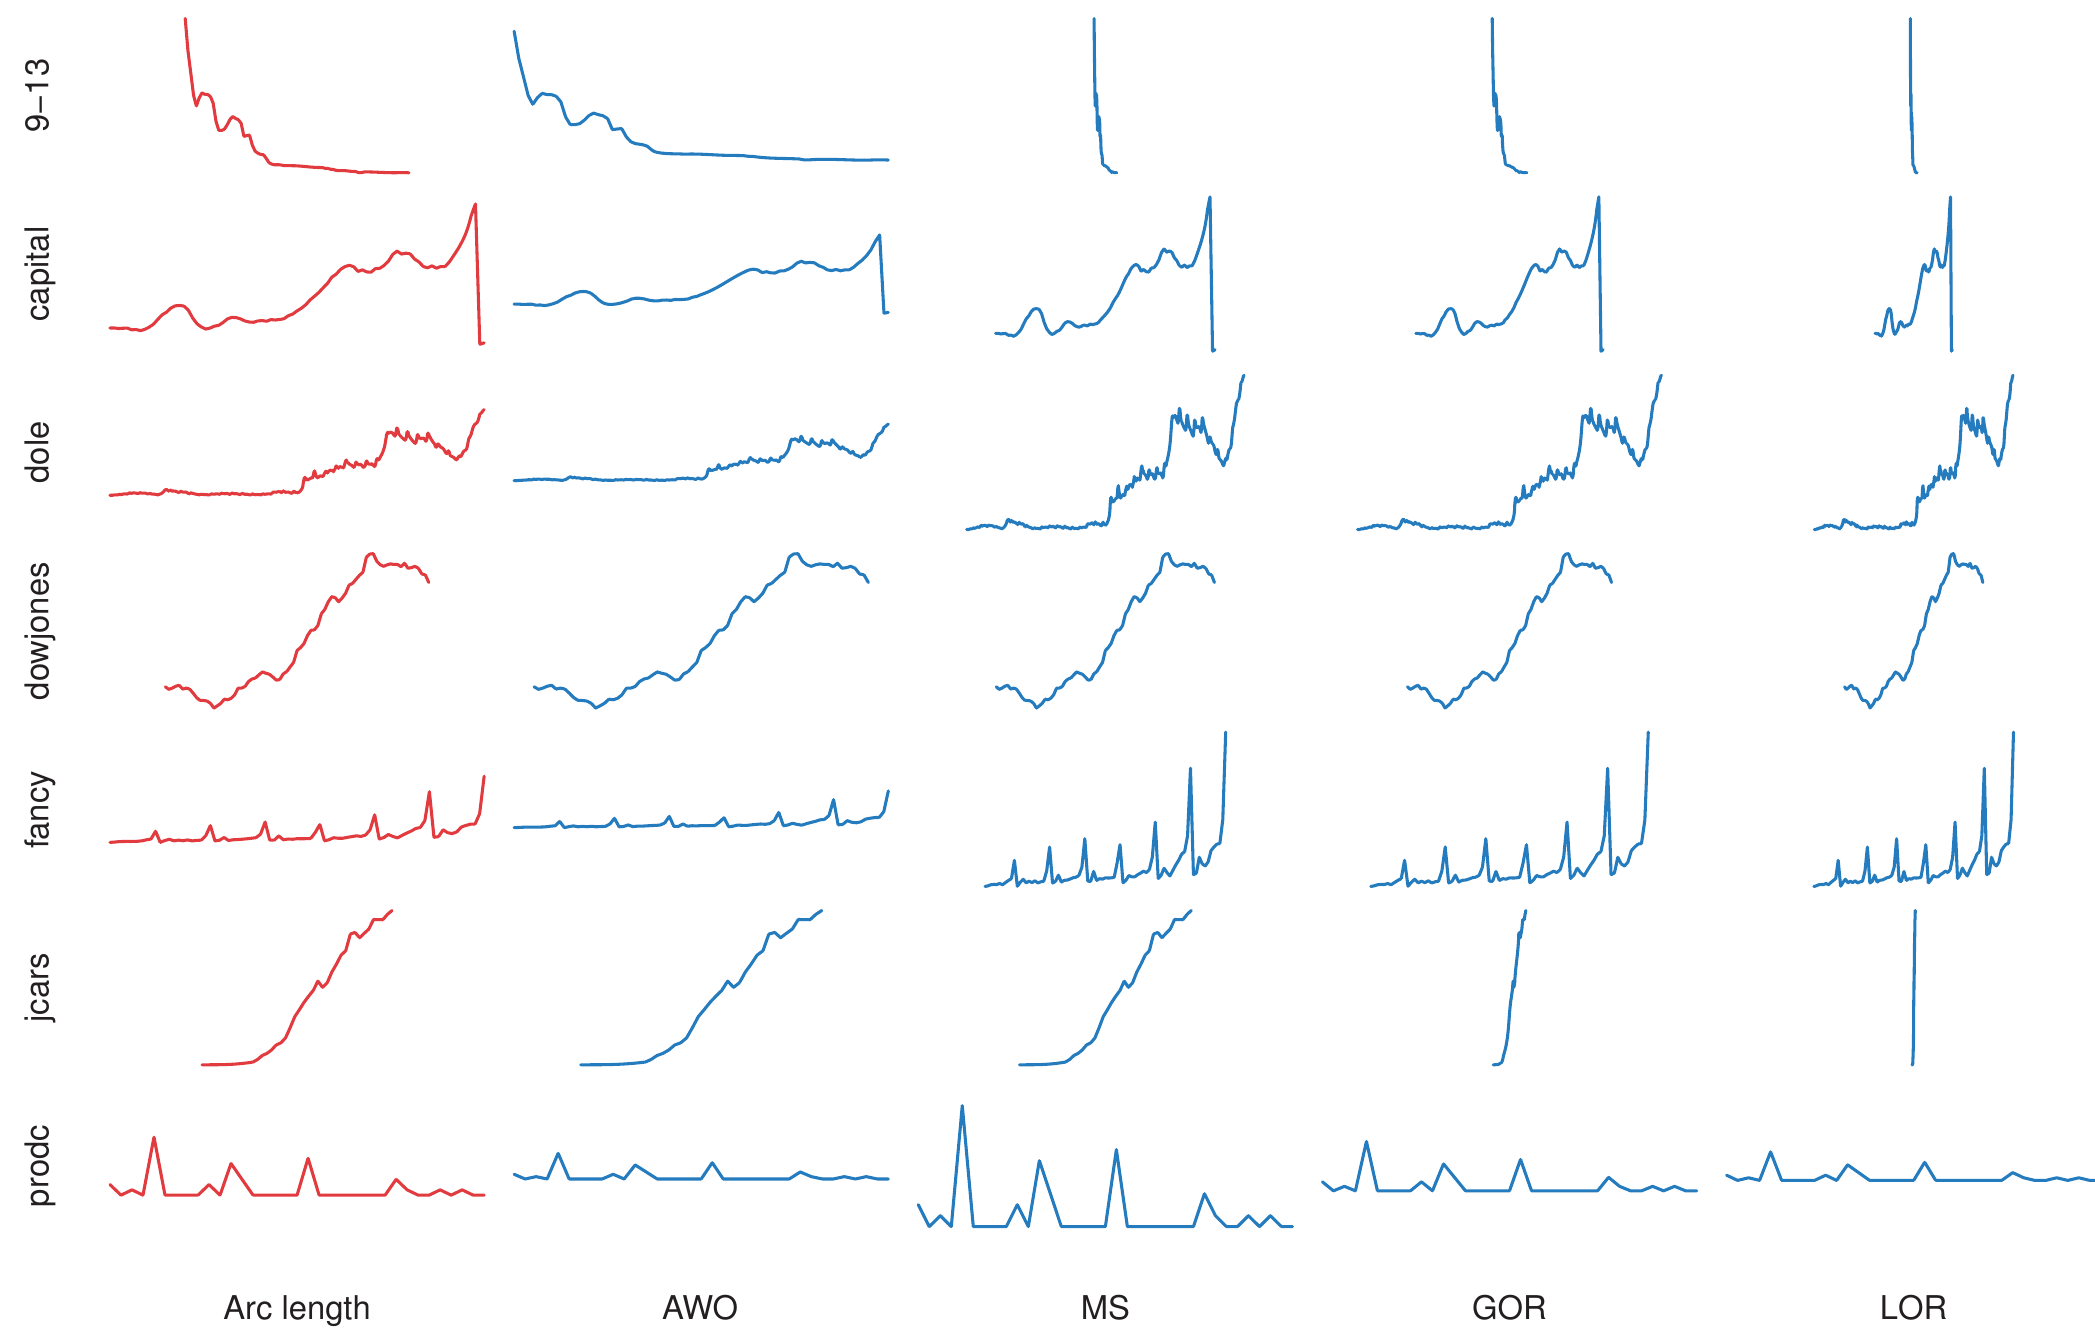 9–13
capital
dole
dowjones
fancy
jcars
prodc
Arc length
AWO
MS
GOR
LOR